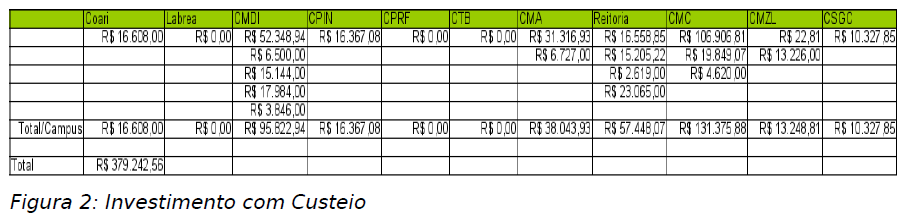 Coari Labrea CMDI CPIN CPRF CTB CMA Reitoria CMC CMZL CSGC
R$ 16.608,00 R$ 0,00 R$ 52.348,94 R$ 16.367,08 R$ 0,00 R$ 0,00 R$ 31.316,93 R$ 16.558,85 R$ 106.906,81 R$ 22,81 R$ 10.327,85
R$ 6.500,00 R$ 6.727,00 R$ 15.205,22 R$ 19.849,07 R$ 13.226,00
R$ 15.144,00 R$ 2.619,00 R$ 4.620,00
R$ 17.984,00 R$ 23.065,00
R$ 3.846,00
Total/Campus R$ 16.608,00 R$ 0,00 R$ 95.822,94 R$ 16.367,08 R$ 0,00 R$ 0,00 R$ 38.043,93 R$ 57.448,07 R$ 131.375,88 R$ 13.248,81 R$ 10.327,85
Total R$ 379.242,56
Figura 2: Investimento com Custeio